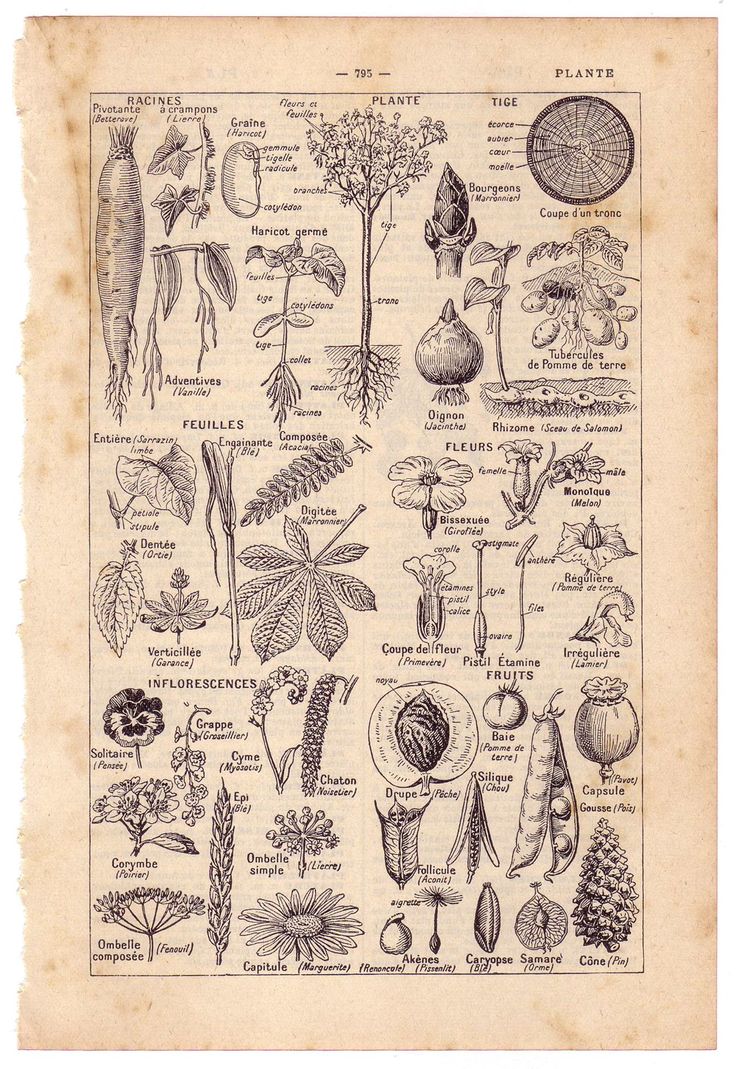 — 795 —
PLANTE
RACINES
Pivotante
(Betterave)
à crampons
(Lierre)
Graine
(Haricot)
gemmule
tigelle
radicule
cotylédon
Haricot germé
feuilles
tige
cotylédons
tige
collet
racines
Adventives
(Vanille)
PLANTE
fleurs et
feuilles
branches
tige
tronc
racines
TIGE
écorce
aubier
cœur
moelle
Coupe d'un tronc
Bourgeons
(Marronnier)
Oignon
(Jacinthe)
Tubercules
de Pomme de terre
Rhizome (Sceau de Salomon)
FEUILLES
Entière (Sarrazin)
limbe
pétiole
stipule
Engainante
(Blé)
Composée
(Acacia)
Digitée
(Marronnier)
Dentée
(Ortie)
Verticillée
(Garance)
FLEURS
Bissexuée
(Giroflée)
femelle
mâle
Monoïque
(Melon)
corolle
étamines
pistil
calice
Coupe de fleur
(Primevère)
stigmate
style
ovaire
Pistil
anthère
filet
Étamine
Régulière
(Pomme de terre)
Irrégulière
(Lamier)
INFLORESCENCES
Solitaire
(Pensée)
Grappe
(Groseillier)
Cyme
(Myosotis)
Chaton
(Noisetier)
Corymbe
(Poirier)
Epi
(Blé)
Ombelle
simple
(Lierre)
Ombelle
composée
(Fenouil)
Capitule (Marguerite)
FRUITS
noyau
Drupe (Pêche)
Baie
(Pomme de
terre)
Silique
(Chou)
Capsule
(Pavot)
Gousse (Pois)
Follicule
(Aconit)
aigrette
Akènes
(Renoncule)
(Pissenlit)
Caryopse
(Blé)
Samare
(Orme)
Cône (Pin)